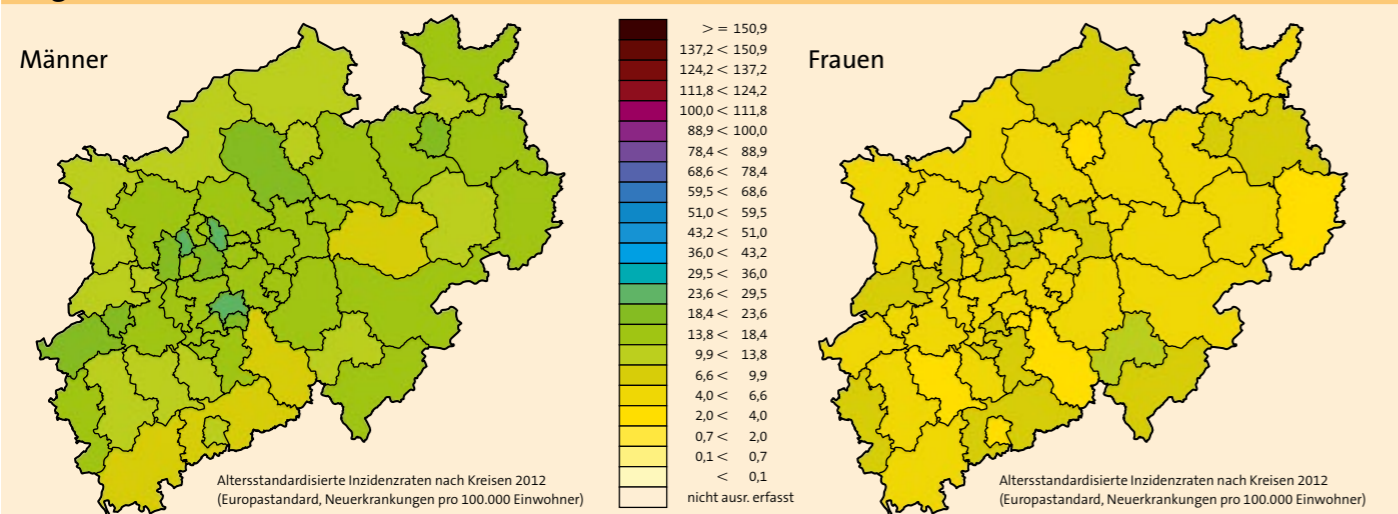 Männer
> = 150,9
137,2 < 150,9
124,2 < 137,2
111,8 < 124,2
100,0 < 111,8
88,9 < 100,0
78,4 < 88,9
68,6 < 78,4
59,5 < 68,6
51,0 < 59,5
43,2 < 51,0
36,0 < 43,2
29,5 < 36,0
23,6 < 29,5
18,4 < 23,6
13,8 < 18,4
9,9 < 13,8
6,6 < 9,9
4,0 < 6,6
2,0 < 4,0
0,7 < 2,0
0,1 < 0,7
< 0,1
nicht ausr. erfasst
Altersstandardisierte Inzidenzraten nach Kreisen 2012
(Europastandard, Neuerkrankungen pro 100.000 Einwohner)
Frauen
Altersstandardisierte Inzidenzraten nach Kreisen 2012
(Europastandard, Neuerkrankungen pro 100.000 Einwohner)